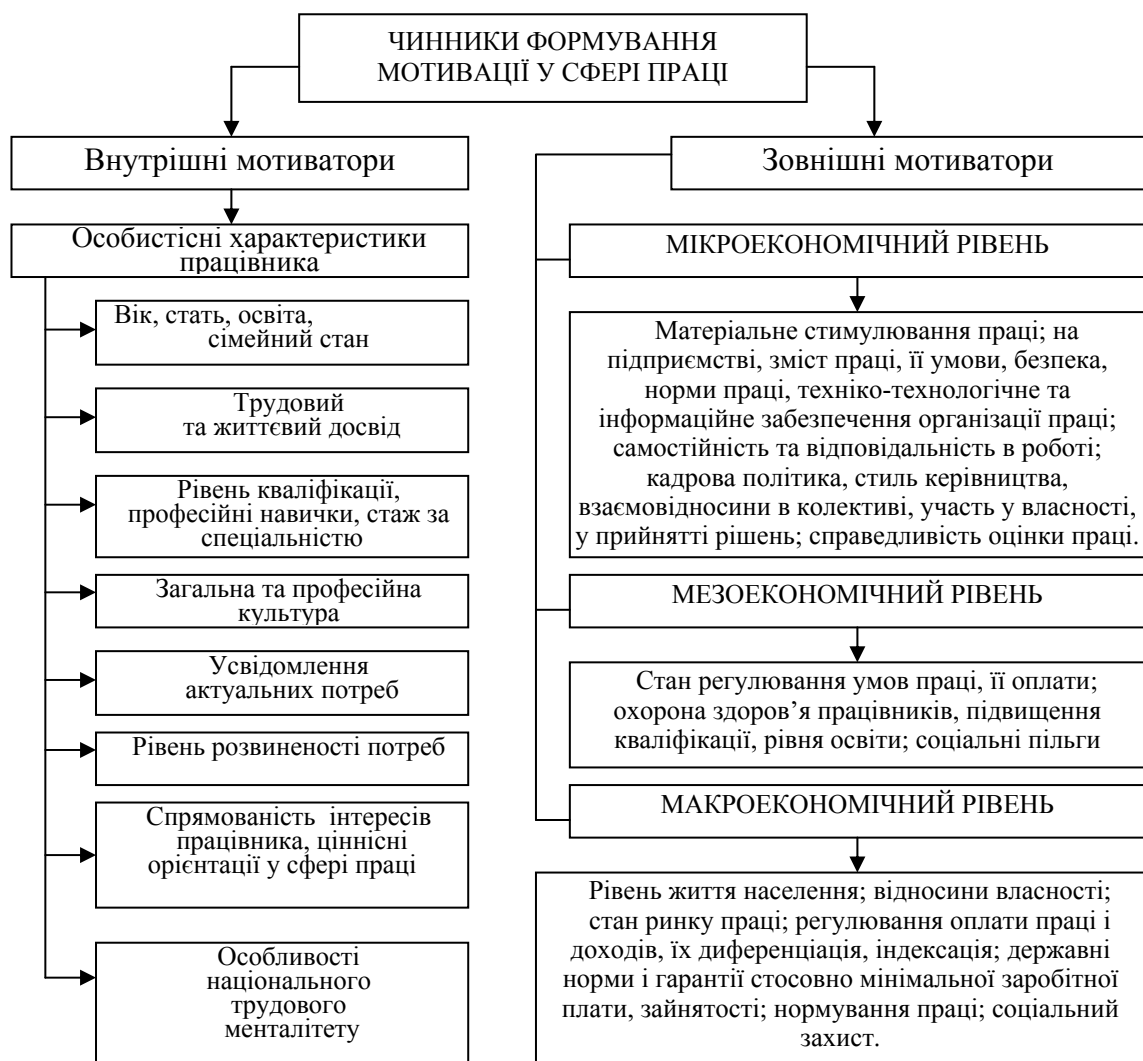 ЧИННИКИ ФОРМУВАННЯ
МОТИВАЦІЇ У СФЕРІ ПРАЦІ
Внутрішні мотиватори
Особистісні характеристики
працівника
Вік, стать, освіта,
сімейний стан
Трудовий
та життєвий досвід
Рівень кваліфікації,
професійні навички, стаж за
спеціальністю
Загальна та професійна
культура
Усвідомлення
актуальних потреб
Рівень розвиненості потреб
Спрямованість інтересів
працівника, ціннісні
орієнтації у сфері праці
Особливості
національного
трудового
менталітету
Зовнішні мотиватори
МІКРОЕКОНОМІЧНИЙ РІВЕНЬ
Матеріальне стимулювання праці; на
підприємстві, зміст праці, її умови, безпека,
норми праці, техніко-технологічне та
інформаційне забезпечення організації праці;
самостійність та відповідальність в роботі;
кадрова політика, стиль керівництва,
взаємовідносини в колективі, участь у власності,
у прийнятті рішень; справедливість оцінки праці.
МЕЗОЕКОНОМІЧНИЙ РІВЕНЬ
Стан регулювання умов праці, її оплати;
охорона здоров’я працівників, підвищення
кваліфікації, рівня освіти; соціальні пільги
МАКРОЕКОНОМІЧНИЙ РІВЕНЬ
Рівень життя населення; відносини власності;
стан ринку праці; регулювання оплати праці і
доходів, їх диференціація, індексація; державні
норми і гарантії стосовно мінімальної заробітної
плати, зайнятості; нормування праці; соціальний
захист.